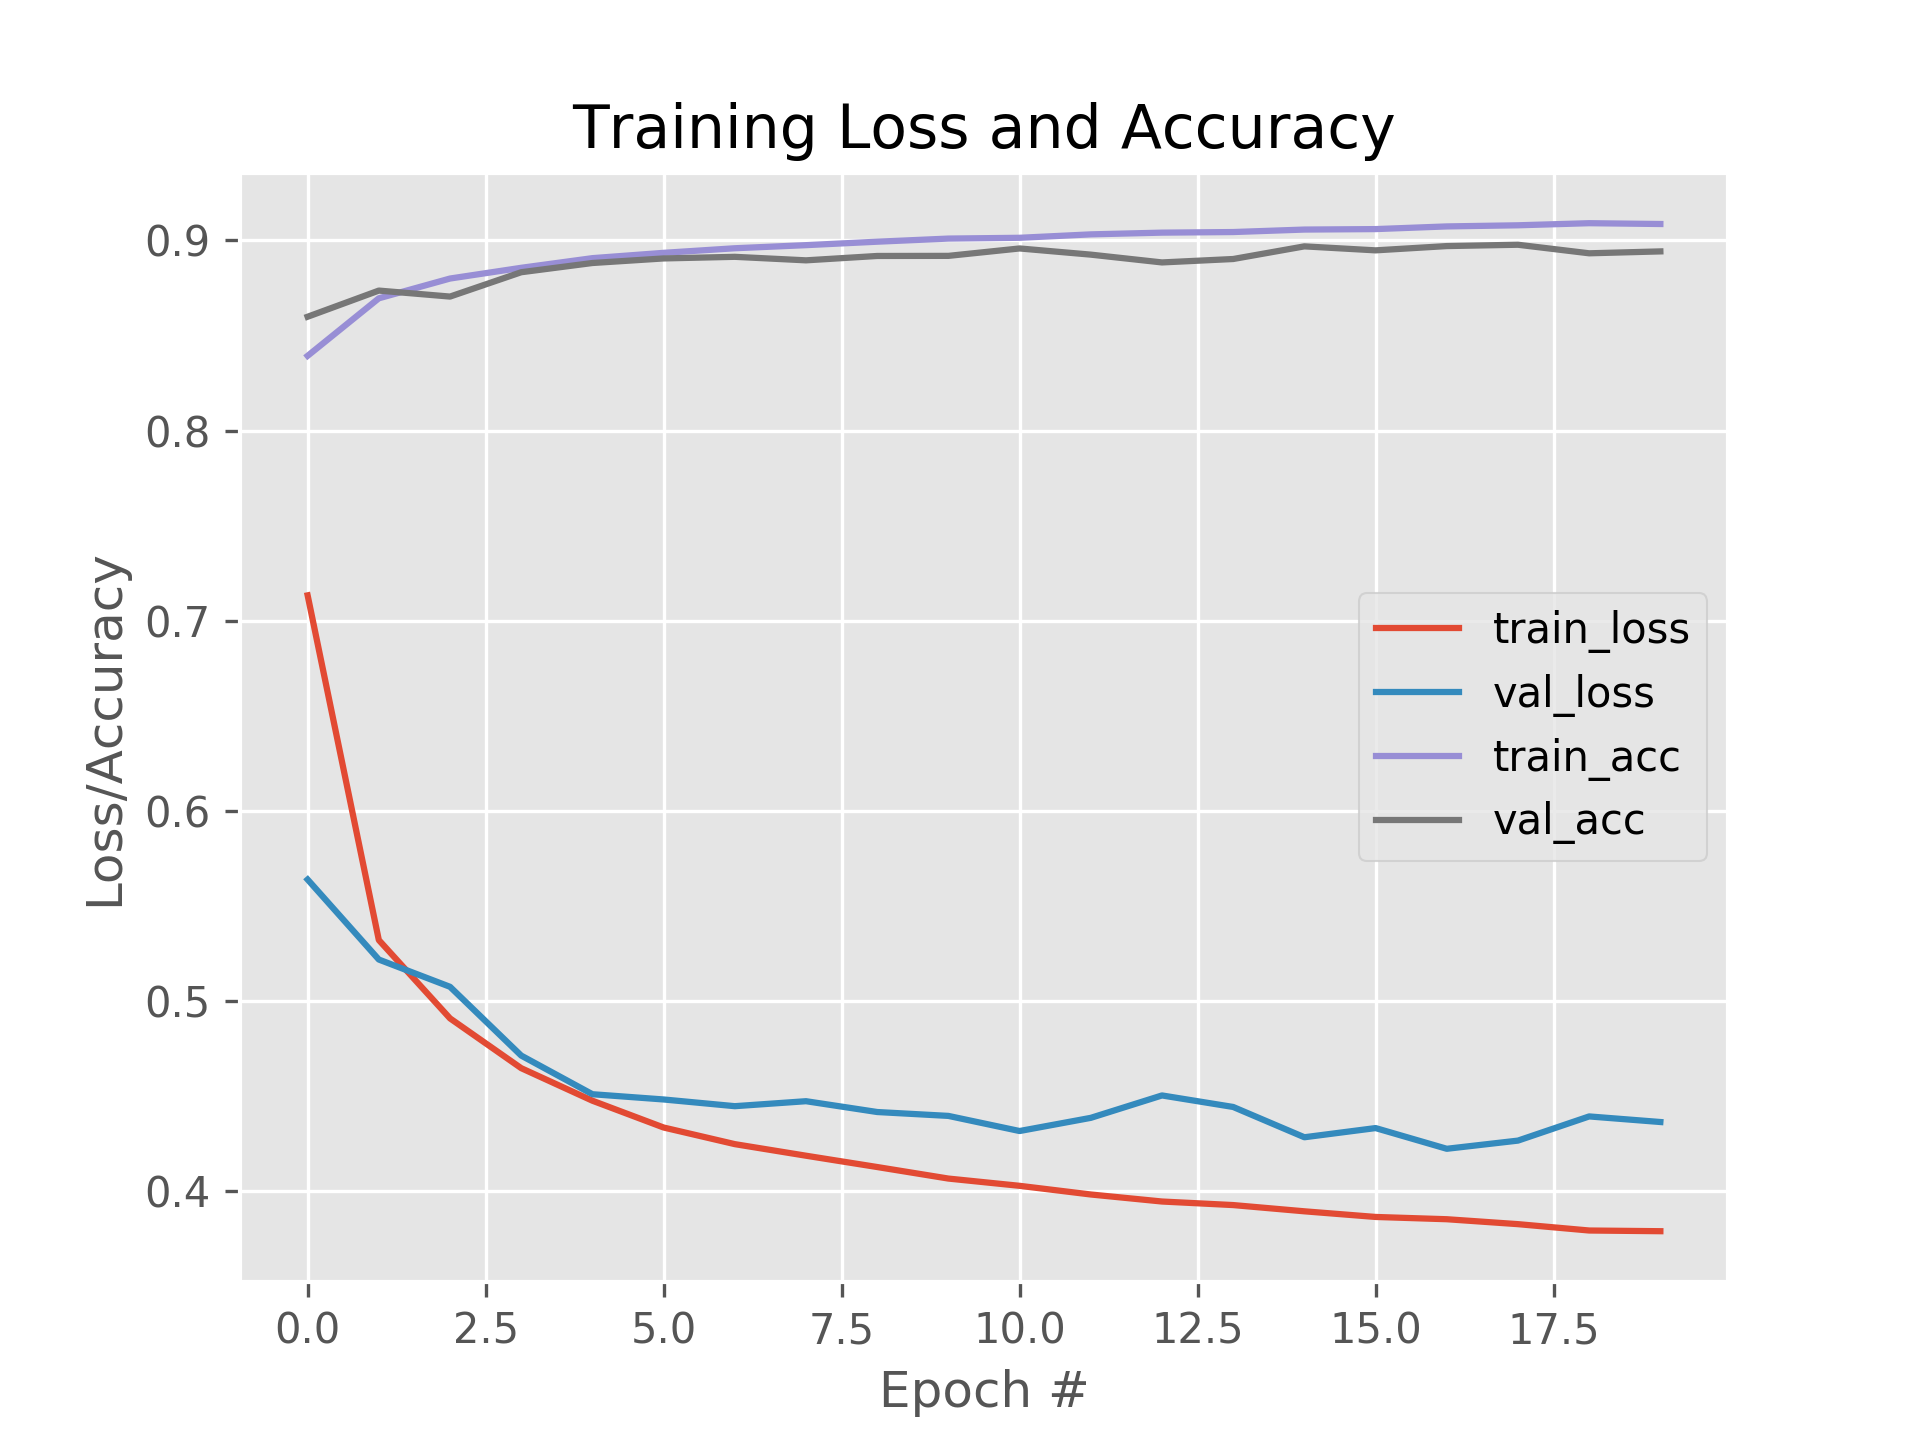 Training Loss and Accuracy
Loss/Accuracy
0.9
0.8
0.7
0.6
0.5
0.4
train_loss
val_loss
train_acc
val_acc
0.0 2.5 5.0 7.5 10.0 12.5 15.0 17.5
Epoch #